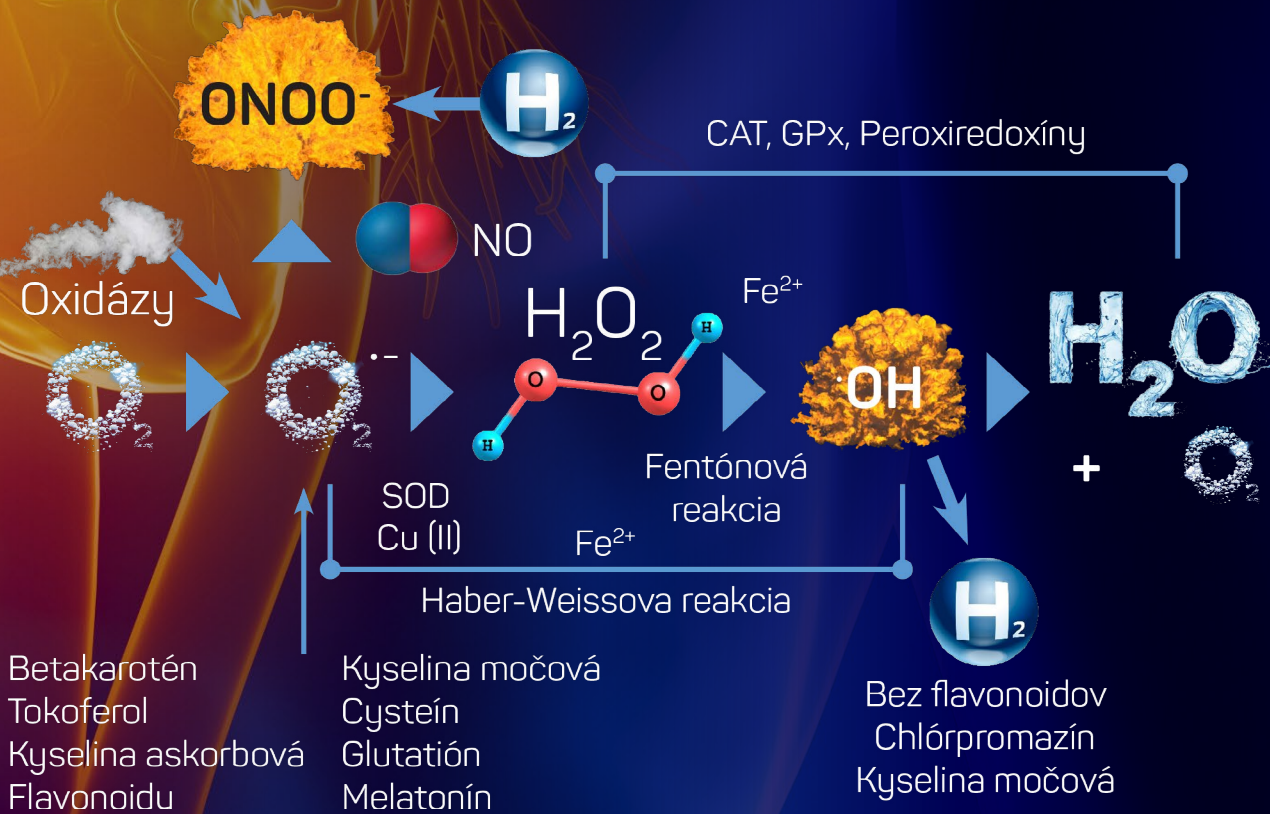 ONOO⁻
H₂
CAT, GPx, Peroxiredoxíny
NO
Oxidázy
Fe²⁺
H₂O₂
H
O
O
H
O₂
O₂•⁻
•OH
H₂O
+
O₂
Fentónová
reakcia
SOD
Cu (II)
Fe²⁺
Haber-Weissova reakcia
H₂
Betakarotén
Tokoferol
Kyselina askorbová
Flavonoidy
Kyselina močová
Cysteín
Glutatión
Melatonín
Bez flavonoidov
Chlórpromazín
Kyselina močová